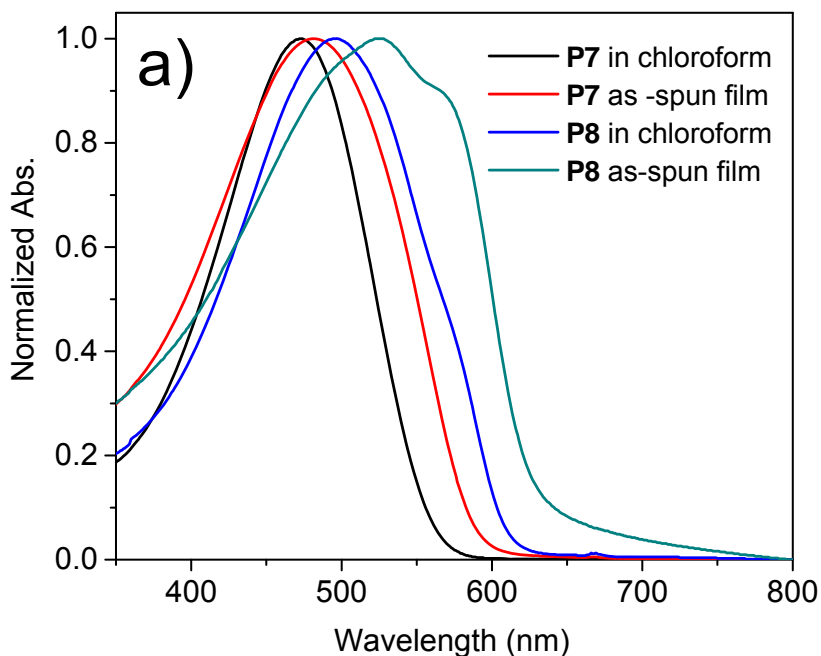 a)
P7 in chloroform
P7 as -spun film
P8 in chloroform
P8 as-spun film
Normalized Abs.
1.0
0.8
0.6
0.4
0.2
0.0
400 500 600 700 800
Wavelength (nm)